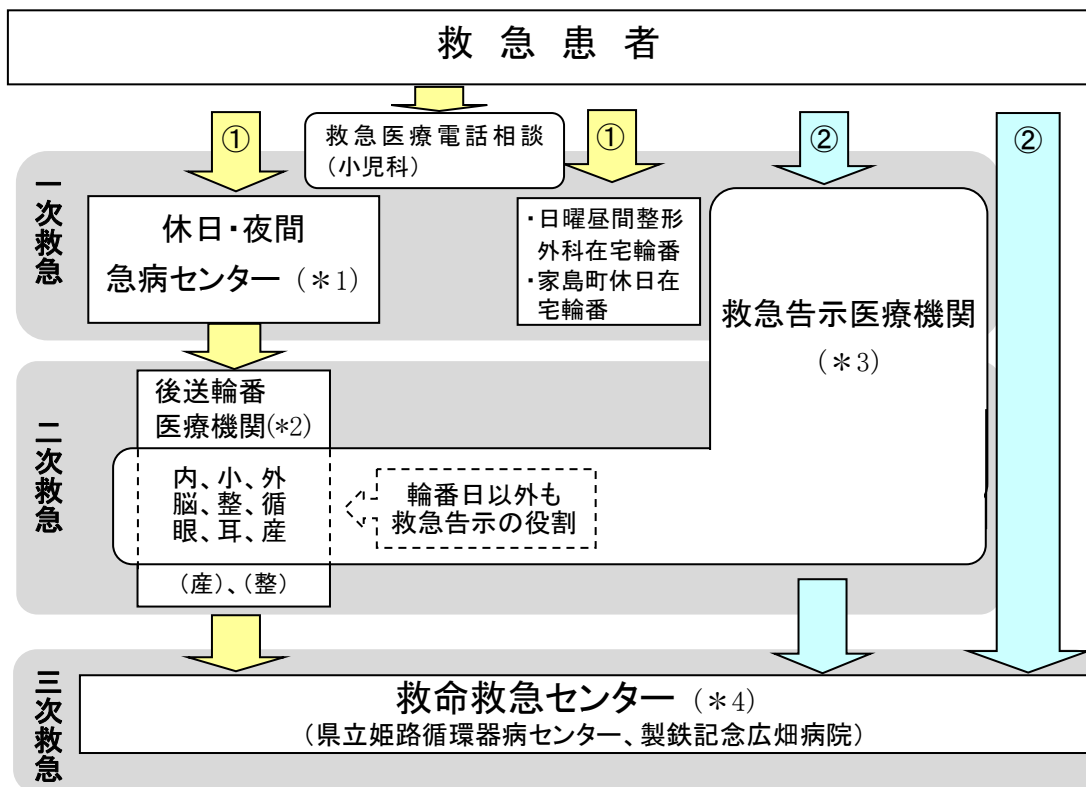 救急患者
①
救急医療電話相談
（小児科）
①
②
②
一次救急
休日・夜間
急病センター（＊1）
・日曜昼間整形
外科在宅輪番
・家島町休日在
宅輪番
救急告示医療機関
（＊3）
二次救急
後送輪番
医療機関(*2)
内、小、外
脳、整、循
眼、耳、産
輪番日以外も
救急告示の役割
（産）、（整）
三次救急
救命救急センター（＊4）
（県立姫路循環器病センター、製鉄記念広畑病院）